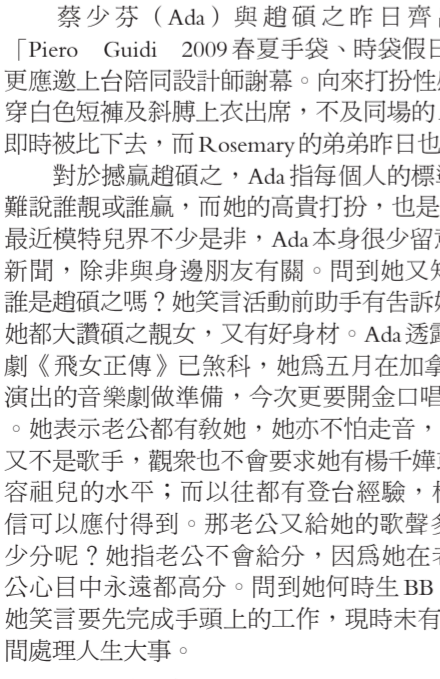 蔡少芬（Ada）與趙碩之昨日齊
「Piero Guidi 2009春夏手袋、時裝假日
更應邀上台陪同設計師謝幕。向來打扮性
穿白色短褲及斜膊上衣出席，不及同場的
即時被比下去，而Rosemary的弟弟昨日也
對於撼贏趙碩之，Ada指每個人的標
難說誰靚或誰贏，而她的高貴打扮，也是
最近模特兒界不少是非，Ada本身很少留
新聞，除非與身邊朋友有關。問到她又
誰是趙碩之嗎？她笑言活動前助手有告訴
她都大讚碩之靚女，又有好身材。Ada透
劇《飛女正傳》已煞科，她爲五月在加
演出的音樂劇做準備，今次更要開金口唱
。她表示老公都有敎她，她亦不怕走音，
又不是歌手，觀衆也不會要求她有楊千嬅
容祖兒的水平；而以往都有登台經驗，
信可以應付得到。那老公又給她的歌聲
少分呢？她指老公不會給分，因爲她在
公心目中永遠都高分。問到她何時生BB
她笑言要先完成手頭上的工作，現時未有
間處理人生大事。